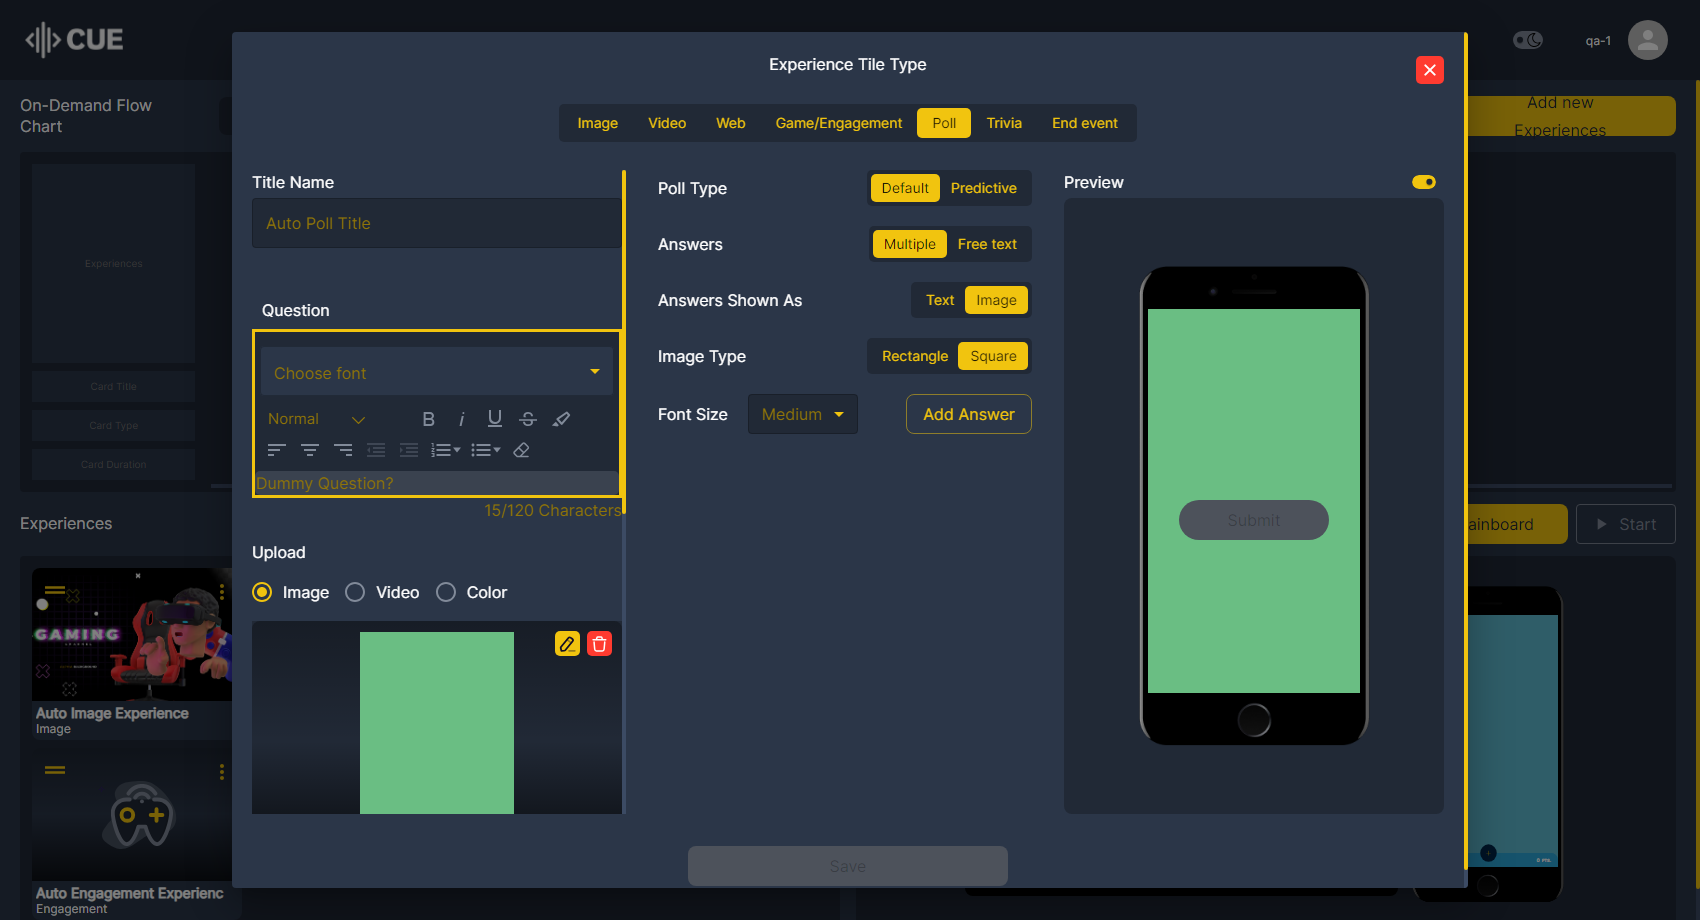 CUE
qa-1
On-Demand Flow
Chart
Add new
Experiences
Experiences
Card Title
Card Type
Card Duration
Experiences
ainboard
Start
GAMING
Auto Image Experience
Image
Auto Engagement Experienc
Engagement
Experience Tile Type
Image
Video
Web
Game/Engagement
Poll
Trivia
End event
Title Name
Auto Poll Title
Question
Choose font
Normal
B i U S
Dummy Question?
15/120 Characters
Upload
Image
Video
Color
Poll Type
Default
Predictive
Answers
Multiple
Free text
Answers Shown As
Text
Image
Image Type
Rectangle
Square
Font Size
Medium
Add Answer
Preview
Submit
Save